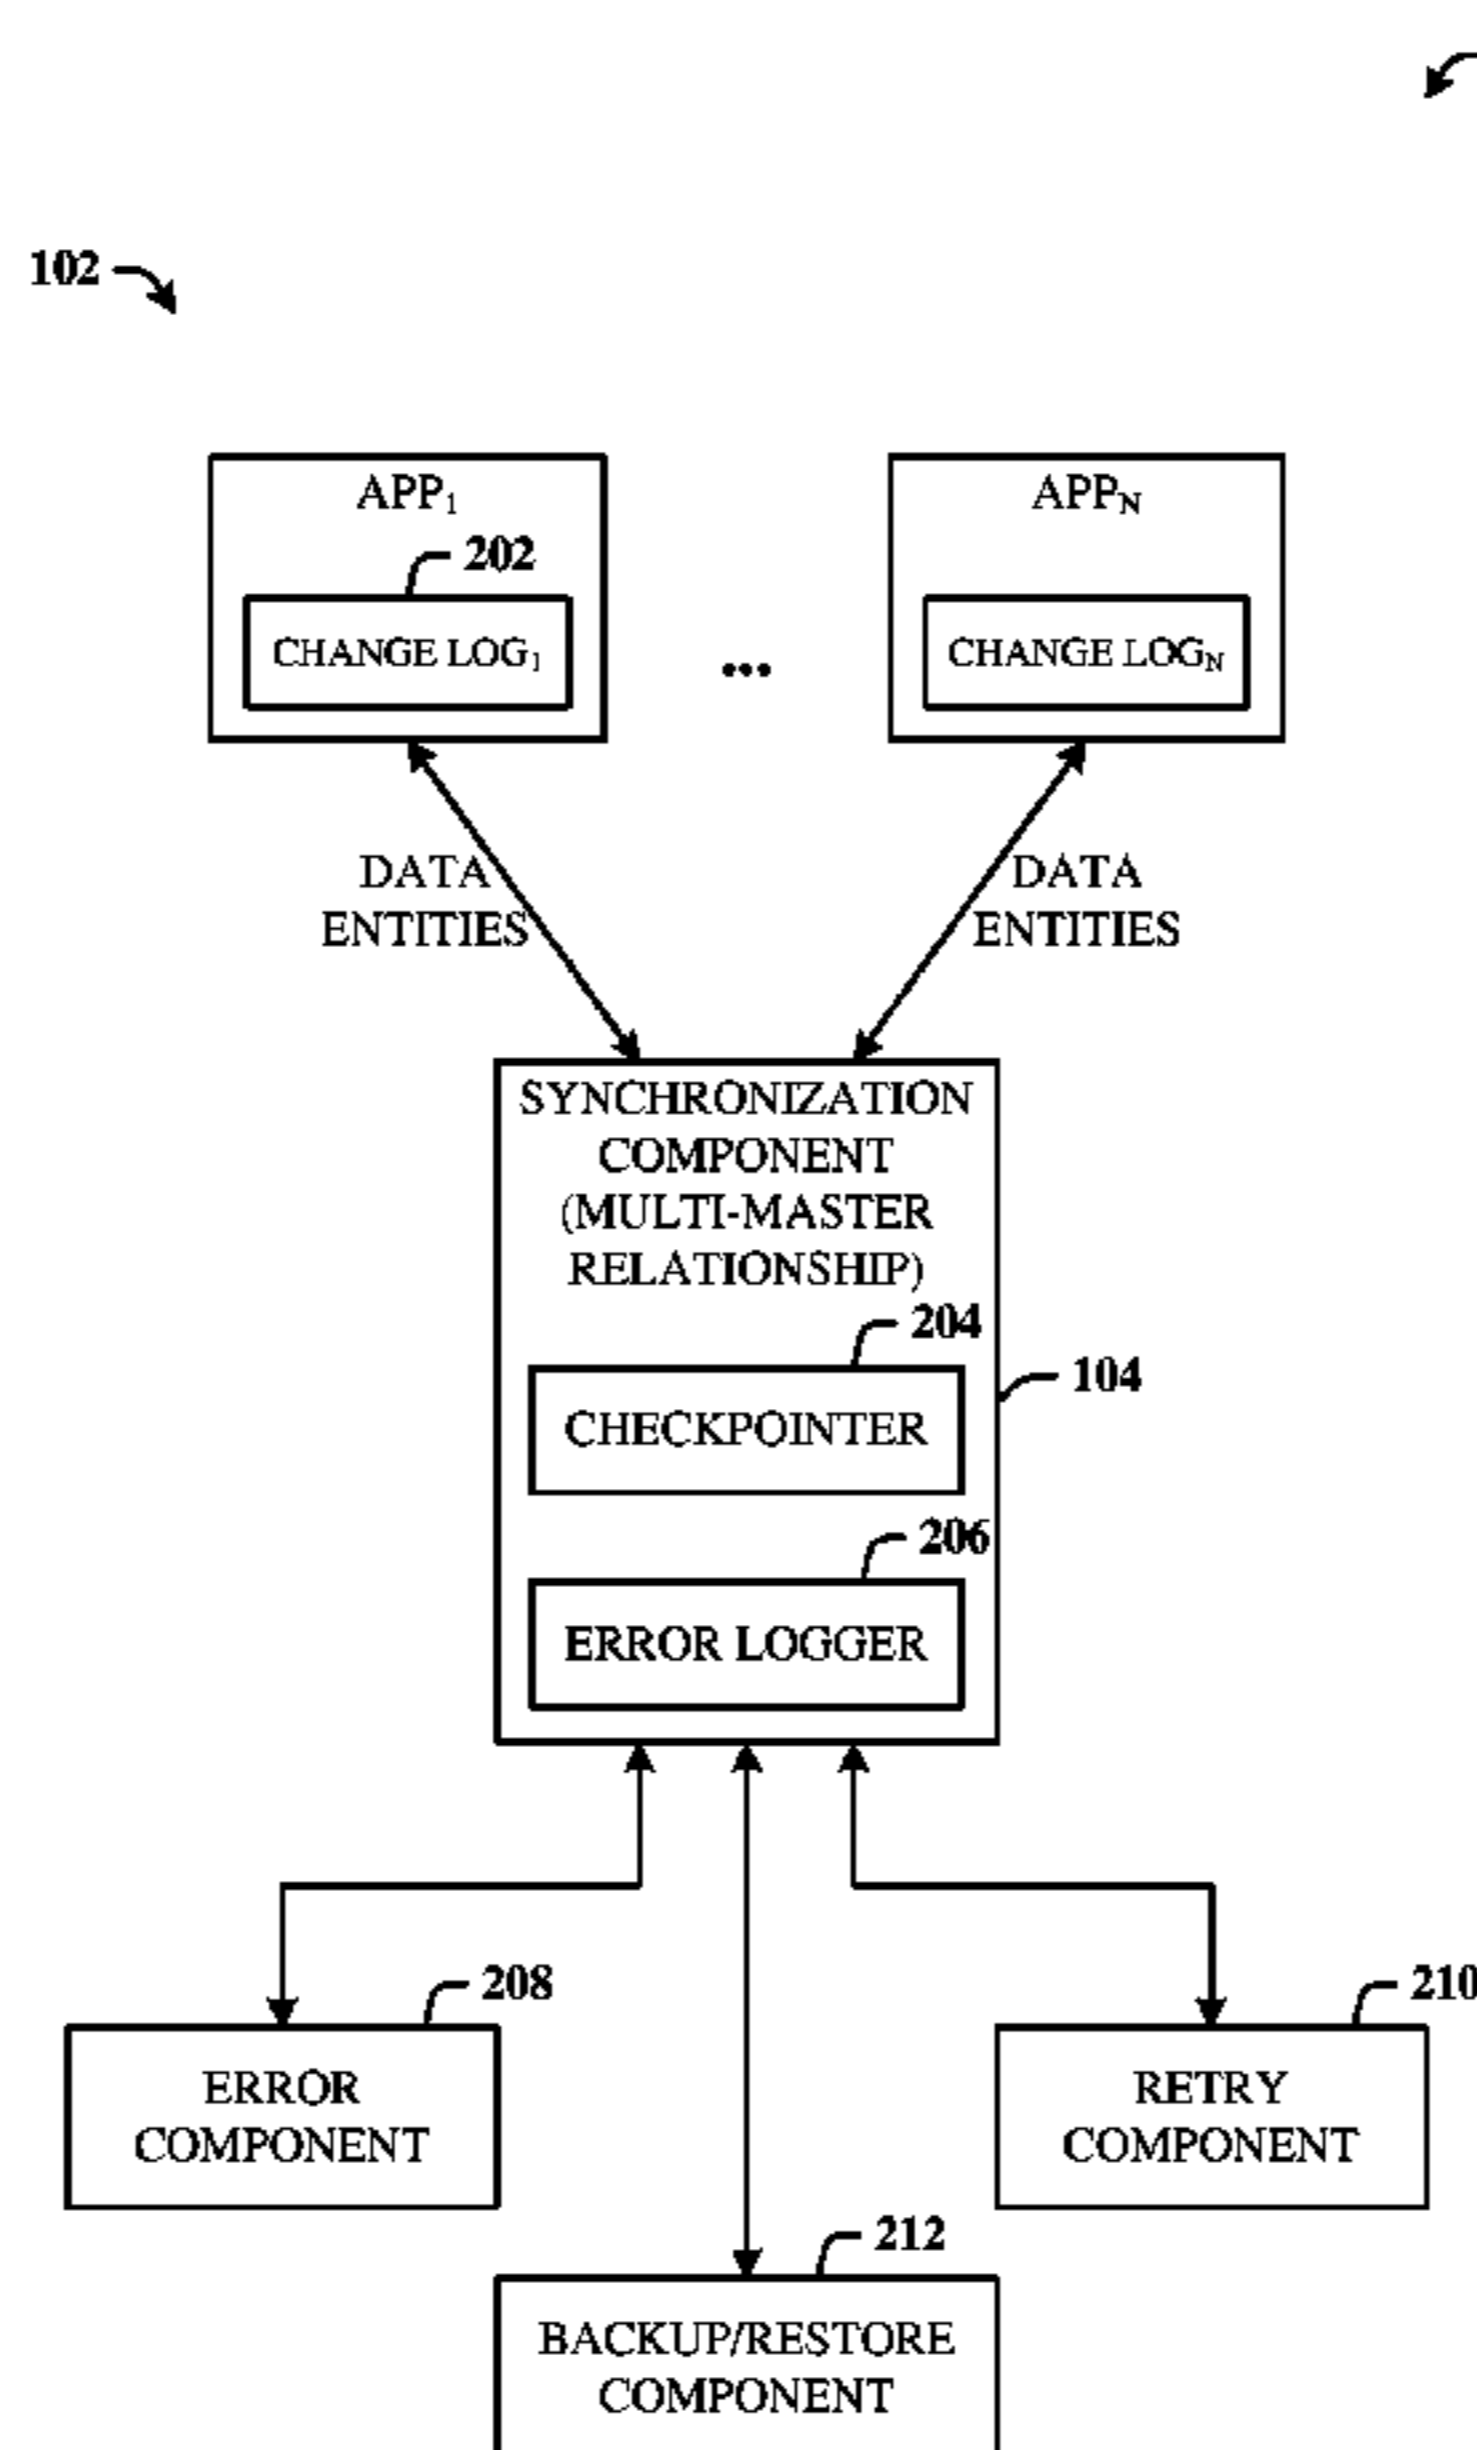 102
APP1
APPN
202
CHANGE LOG1
CHANGE LOGN
...
DATA
ENTITIES
DATA
ENTITIES
SYNCHRONIZATION
COMPONENT
(MULTI-MASTER
RELATIONSHIP)
204
104
CHECKPOINTER
206
ERROR LOGGER
208
210
ERROR
COMPONENT
RETRY
COMPONENT
212
BACKUP/RESTORE
COMPONENT